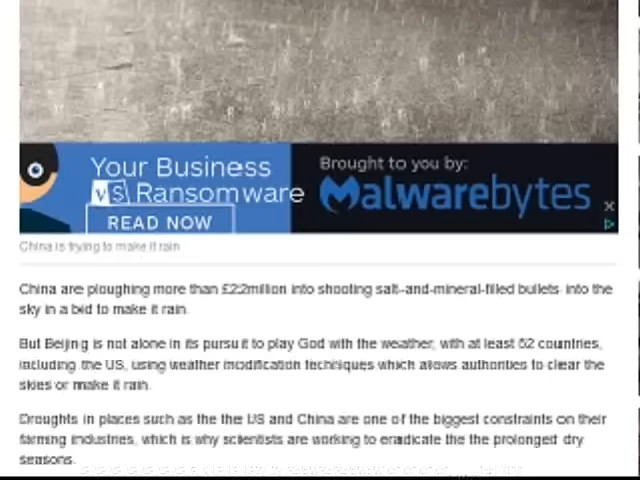 Your Business
vs\ Ransomware
READ NOW
Brought to you by:
Malwarebytes
China is trying to make it rain
China are ploughing more than £22million into shooting salt-and-mineral-filled bullets into the
sky in a bid to make it rain.
But Beijing is not alone in its pursuit to play God with the weather, with at least 52 countries,
including the US, using weather modification techniques which allows authorities to clear the
skies or make it rain.
Droughts in places such as the the US and China are one of the biggest constraints on their
farming industries, which is why scientists are working to eradicate the the prolonged dry
seasons.